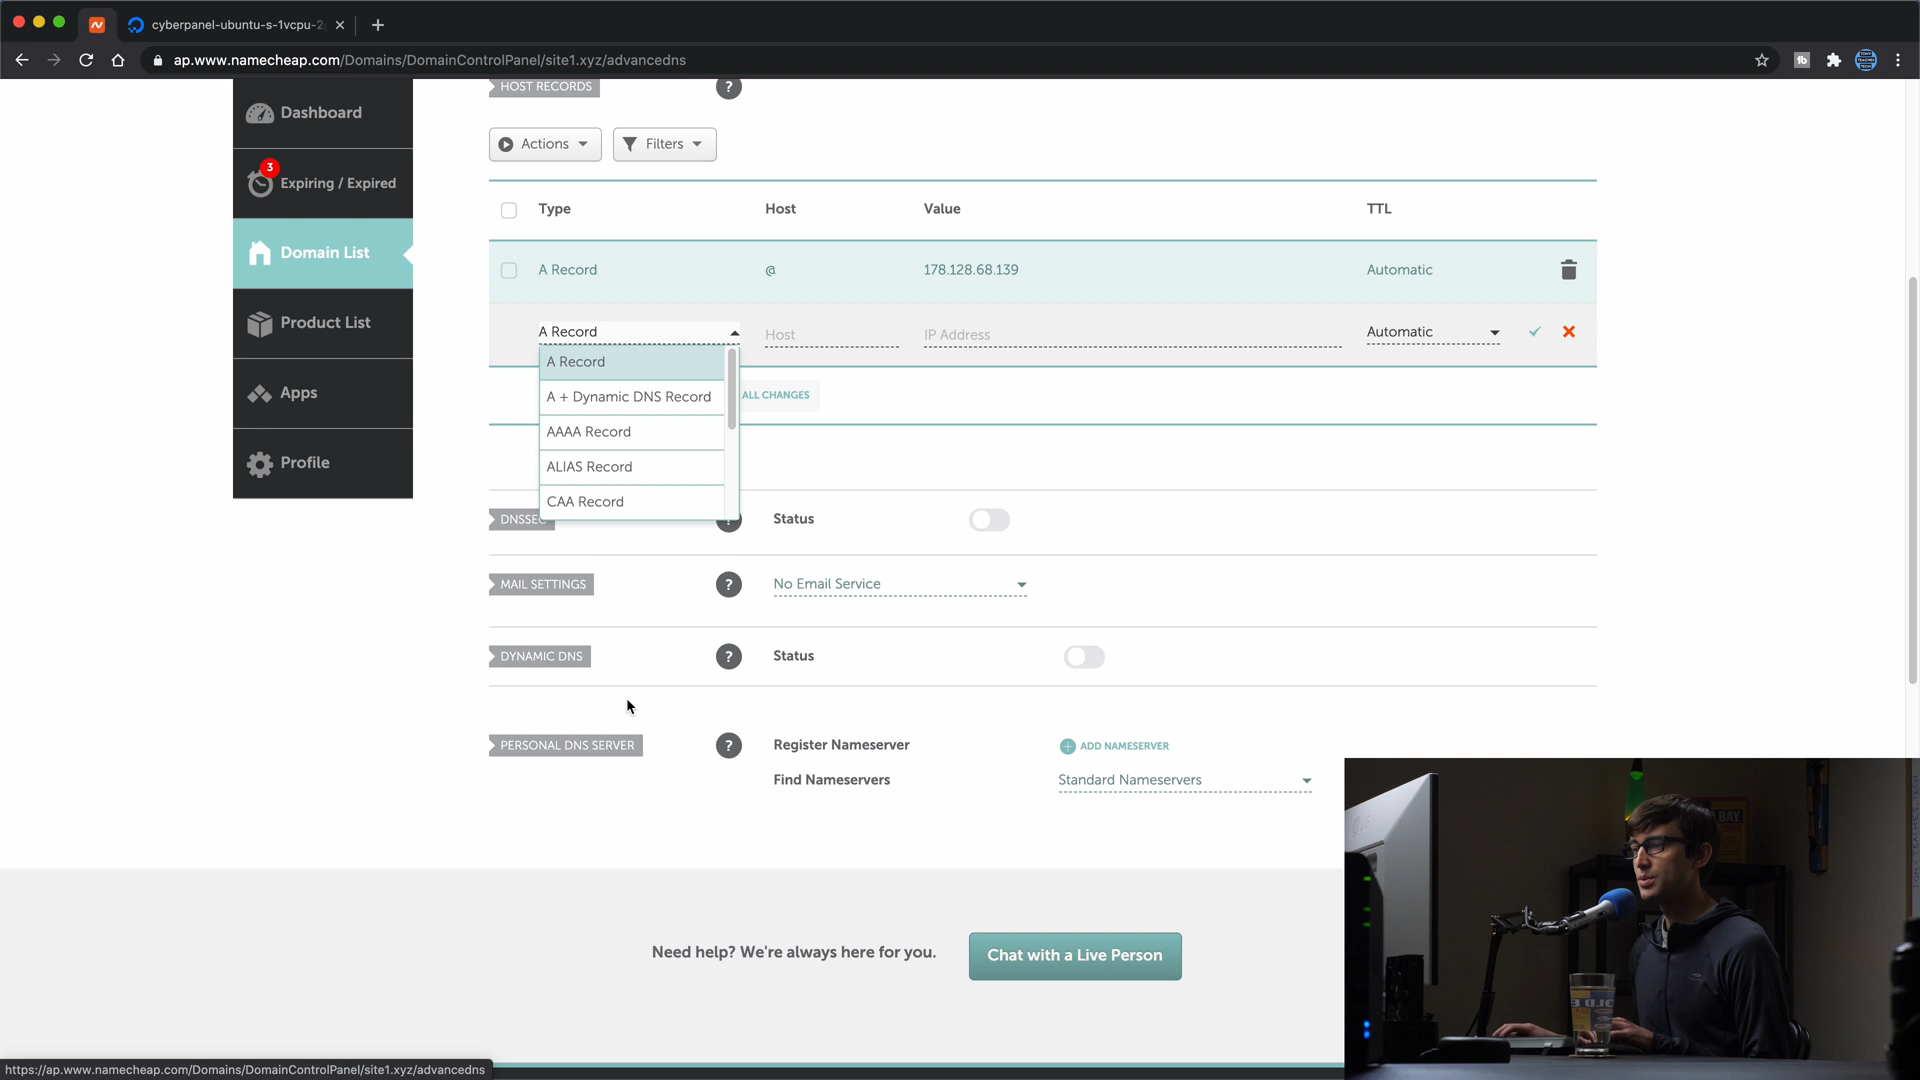 cyberpanel-ubuntu-s-1vcpu-2
ap.www.namecheap.com/Domains/DomainControlPanel/site1.xyz/advancedns
Dashboard
3
Expiring / Expired
Domain List
Product List
Apps
Profile
HOST RECORDS
?
Actions
Filters
Type Host Value TTL
A Record @ 178.128.68.139 Automatic
A Record Host IP Address Automatic
A Record
A + Dynamic DNS Record
AAAA Record
ALIAS Record
CAA Record
ALL CHANGES
DNSSEC ? Status
MAIL SETTINGS ? No Email Service
DYNAMIC DNS ? Status
PERSONAL DNS SERVER ? Register Nameserver ADD NAMESERVER
Find Nameservers Standard Nameservers
Need help? We're always here for you. Chat with a Live Person
BAY
https://ap.www.namecheap.com/Domains/DomainControlPanel/site1.xyz/advancedns